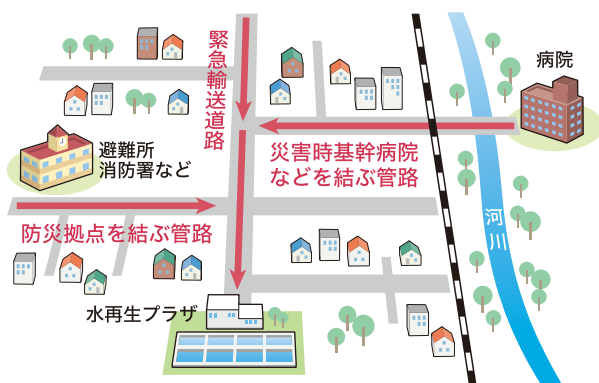 緊急輸送道路
病院
災害時基幹病院
などを結ぶ管路
避難所
消防署など
防災拠点を結ぶ管路
河川
水再生プラザ